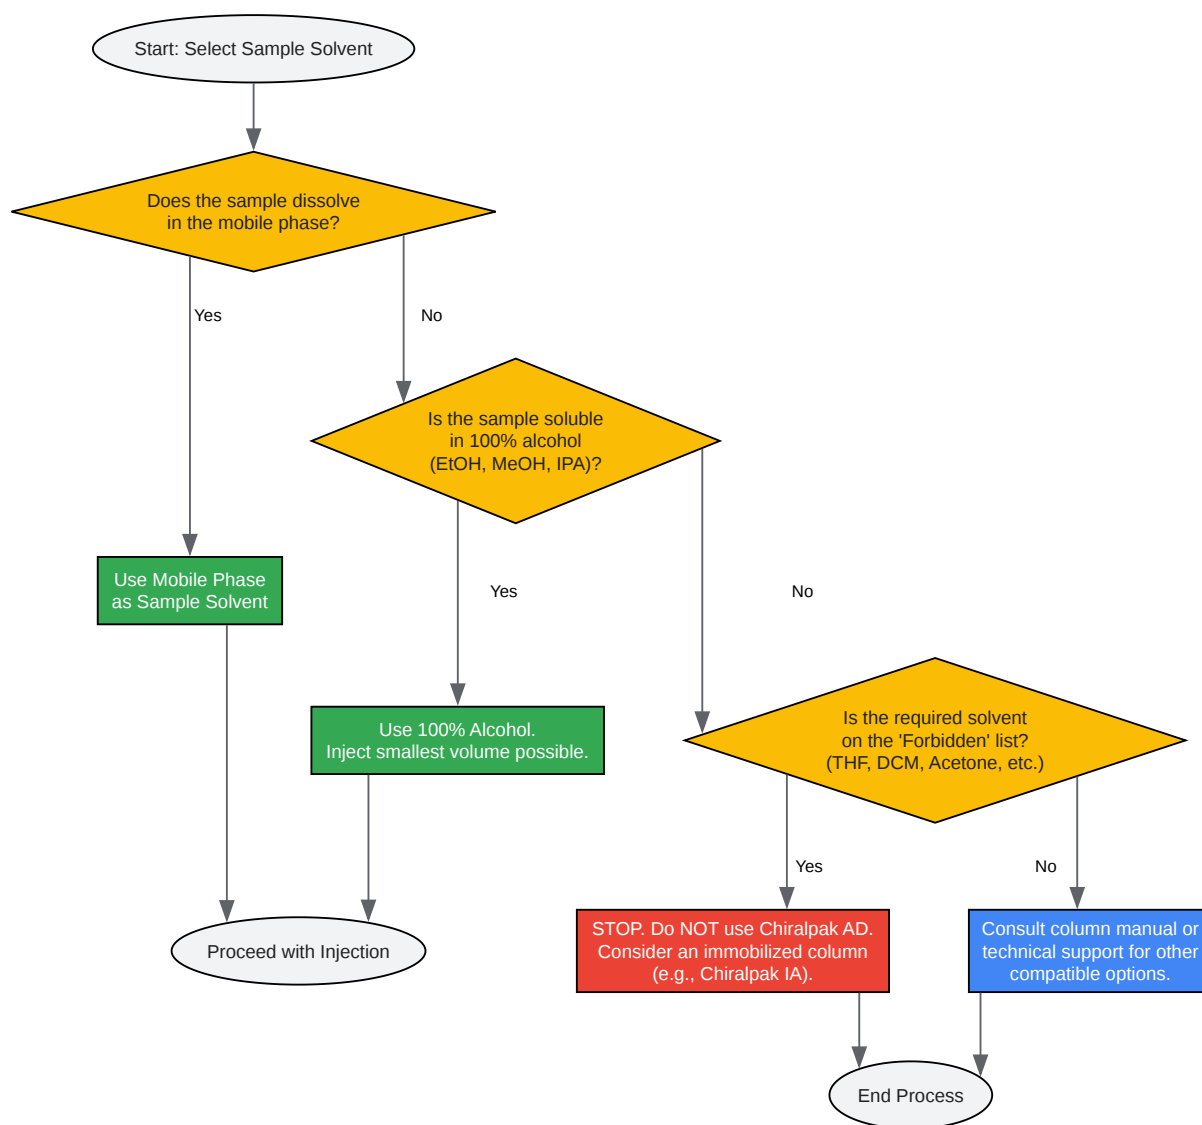 Start: Select Sample Solvent
Does the sample dissolve
in the mobile phase?
Yes
No
Is the sample soluble
in 100% alcohol
(EtOH, MeOH, IPA)?
Use Mobile Phase
as Sample Solvent
Yes
No
Use 100% Alcohol.
Inject smallest volume possible.
Is the required solvent
on the 'Forbidden' list?
(THF, DCM, Acetone, etc.)
Yes
No
Proceed with Injection
STOP. Do NOT use Chiralpak AD.
Consider an immobilized column
(e.g., Chiralpak IA).
Consult column manual or
technical support for other
compatible options.
End Process